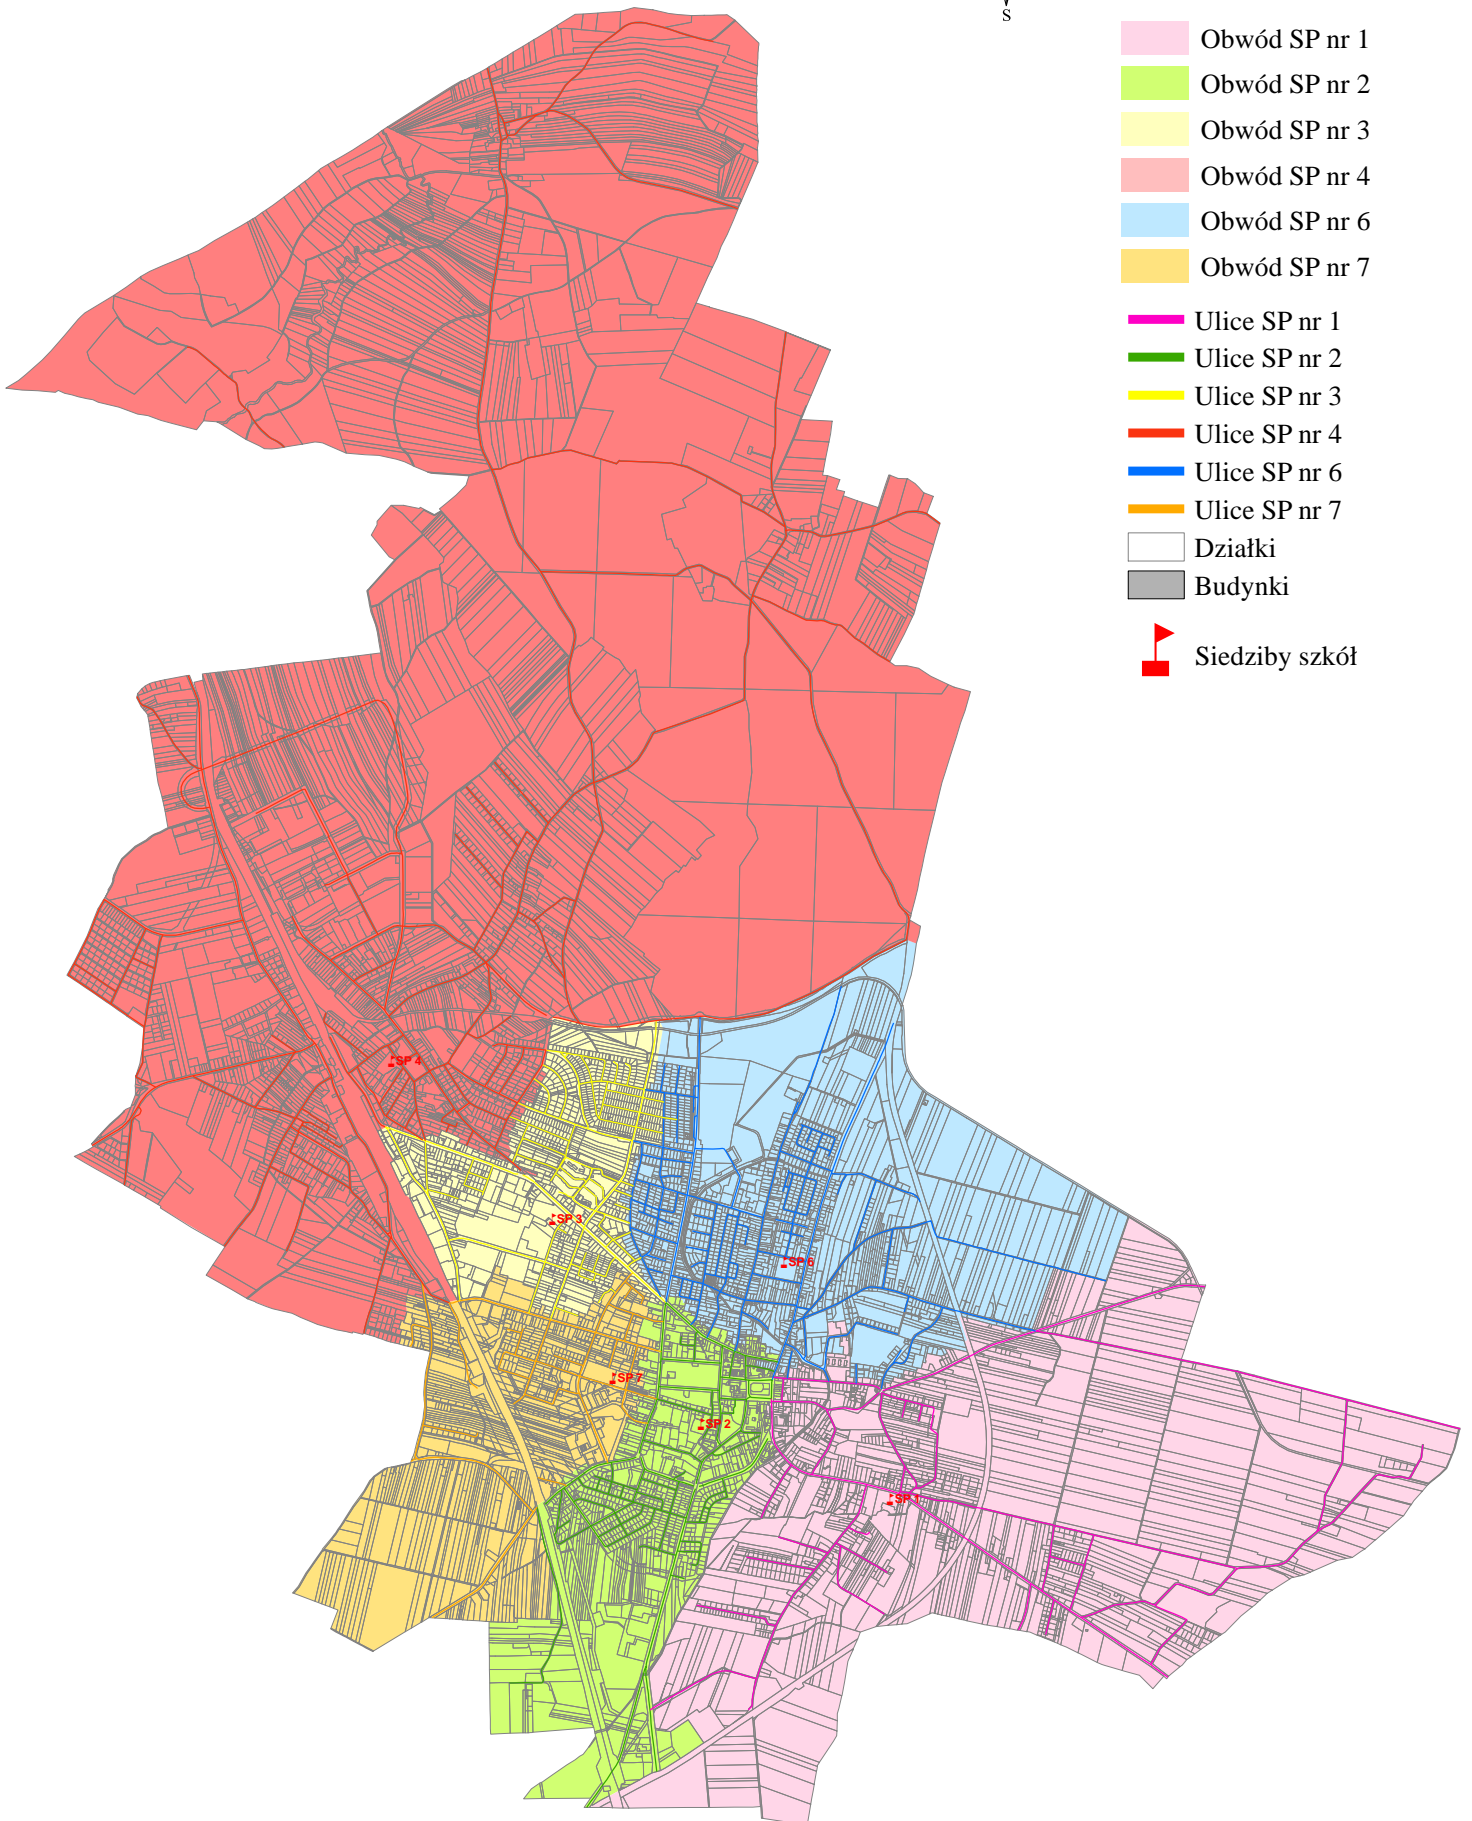 S
Obwód SP nr 1
Obwód SP nr 2
Obwód SP nr 3
Obwód SP nr 4
Obwód SP nr 6
Obwód SP nr 7
Ulice SP nr 1
Ulice SP nr 2
Ulice SP nr 3
Ulice SP nr 4
Ulice SP nr 6
Ulice SP nr 7
Działki
Budynki
Siedziby szkół
SP 4
SP 3
SP 6
SP 7
SP 2
SP 1